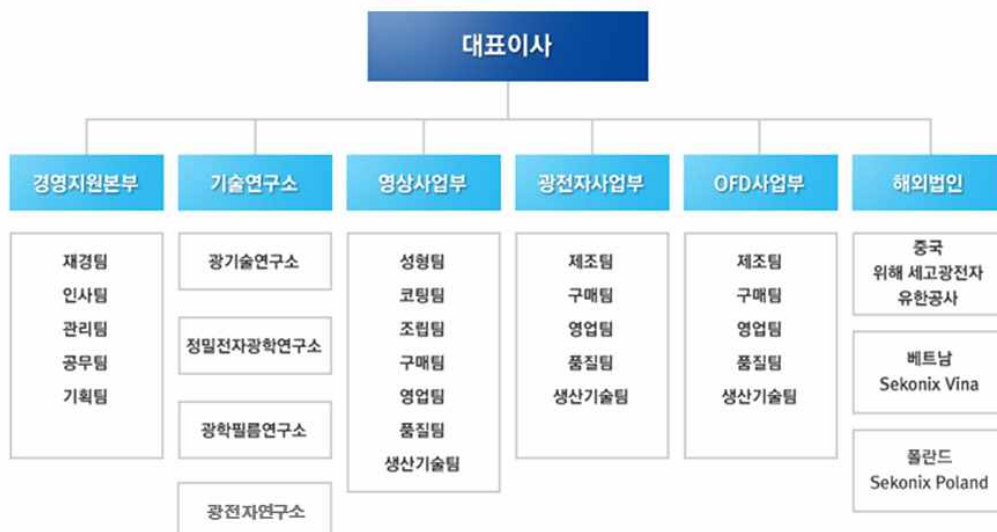 대표이사
경영지원본부
기술연구소
영상사업부
광전자사업부
OFD사업부
해외법인
재경팀
인사팀
관리팀
공무팀
기획팀
광기술연구소
정밀전자광학연구소
광학필름연구소
광전자연구소
성형팀
코팅팀
조립팀
구매팀
영업팀
품질팀
생산기술팀
제조팀
구매팀
영업팀
품질팀
생산기술팀
제조팀
구매팀
영업팀
품질팀
생산기술팀
중국
위해 세고광전자
유한공사
베트남
Sekonix Vina
폴란드
Sekonix Poland